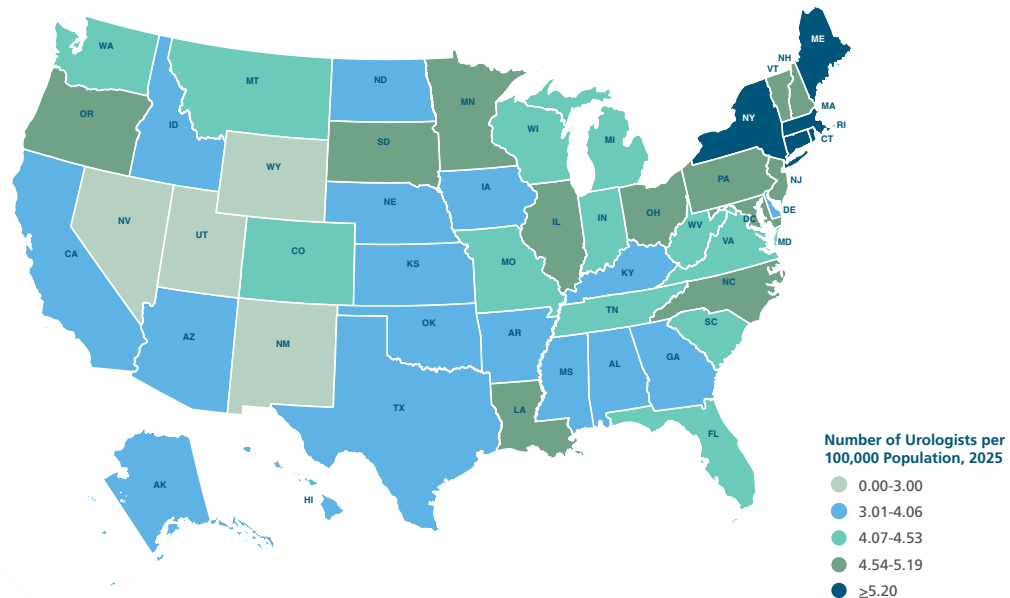 ME
WA
NH
VT
MT
ND
MN
MA
OR
NY
RI
ID
WI
CT
MI
SD
WY
PA
NJ
IA
NE
DE
NV
OH
DC
IL
IN
WV
UT
VA
MD
CO
CA
KS
MO
KY
NC
TN
OK
SC
AZ
AR
NM
GA
AL
MS
TX
LA
FL
AK
HI
Number of Urologists per
100,000 Population, 2025
0.00-3.00
3.01-4.06
4.07-4.53
4.54-5.19
≥5.20